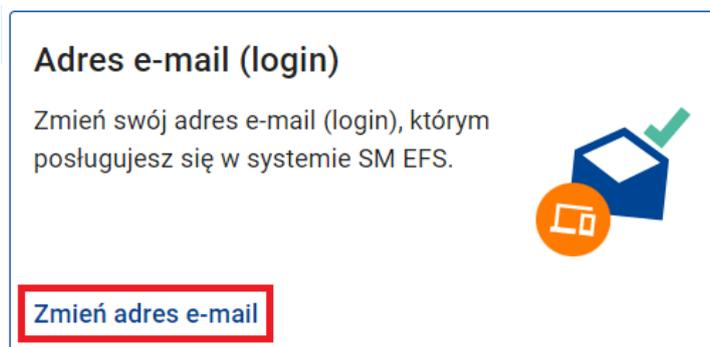 Adres e-mail (login)
Zmień swój adres e-mail (login), którym
posługujesz się w systemie SM EFS.
Zmień adres e-mail